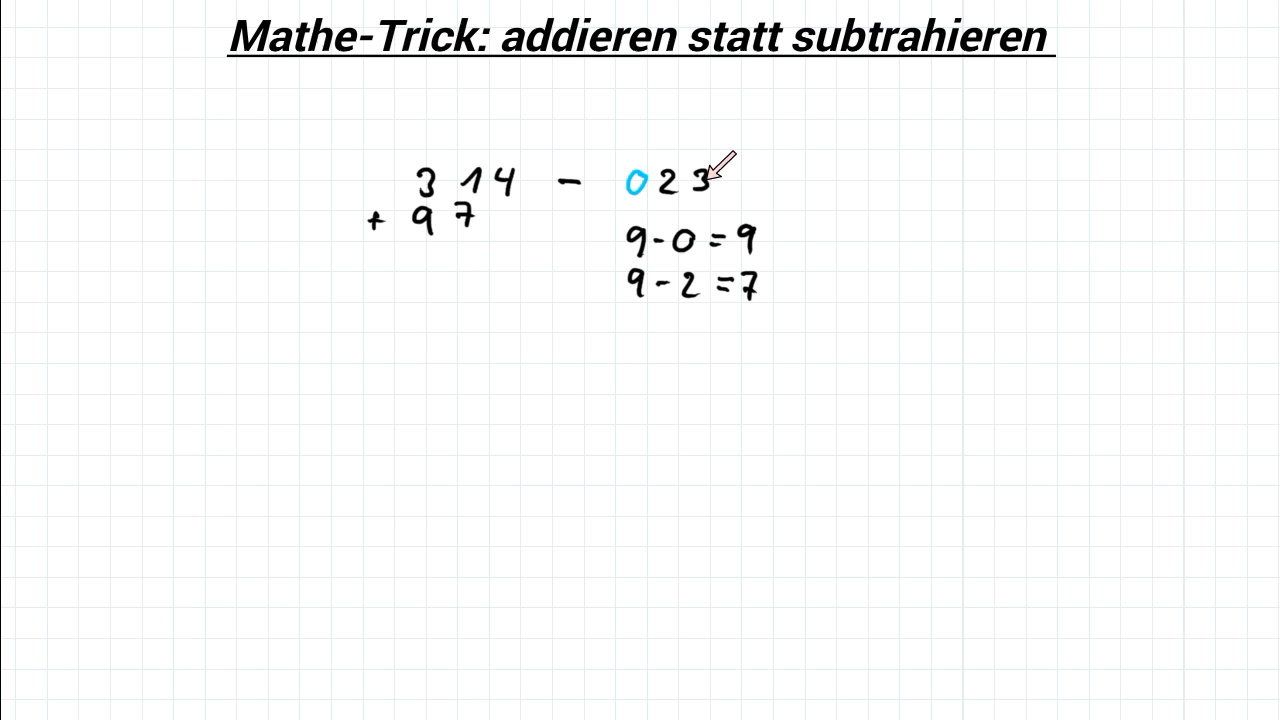 Mathe-Trick: addieren statt subtrahieren
3 1 4 - 0 2 3
+ 9 7
9 - 0 = 9
9 - 2 = 7